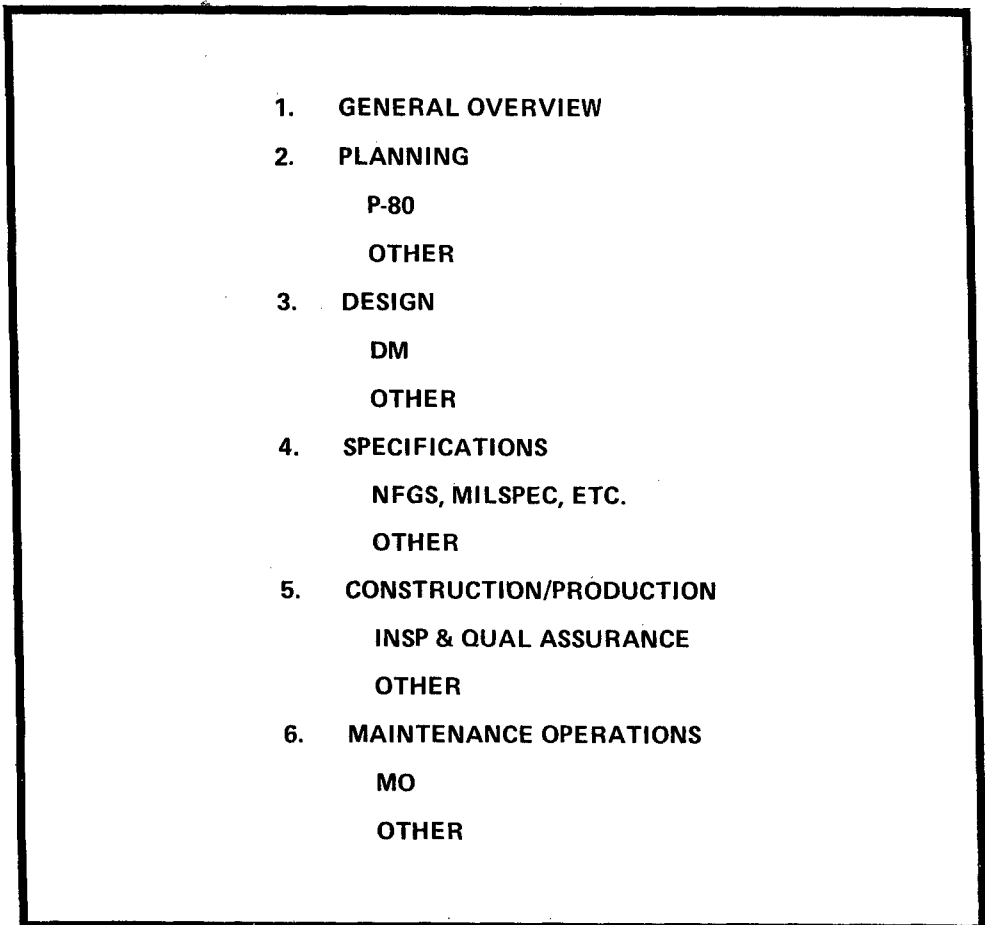 1. GENERAL OVERVIEW
2. PLANNING
P-80
OTHER
3. DESIGN
DM
OTHER
4. SPECIFICATIONS
NFGS, MILSPEC, ETC.
OTHER
5. CONSTRUCTION/PRODUCTION
INSP & QUAL ASSURANCE
OTHER
6. MAINTENANCE OPERATIONS
MO
OTHER